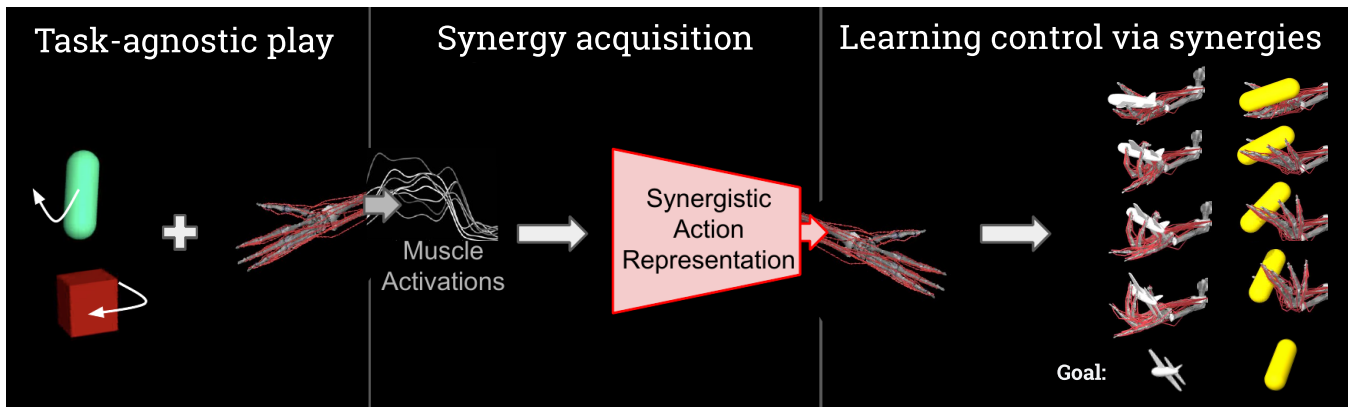 Task-agnostic play
Synergy acquisition
Learning control via synergies
Muscle
Activations
Synergistic
Action
Representation
Goal: